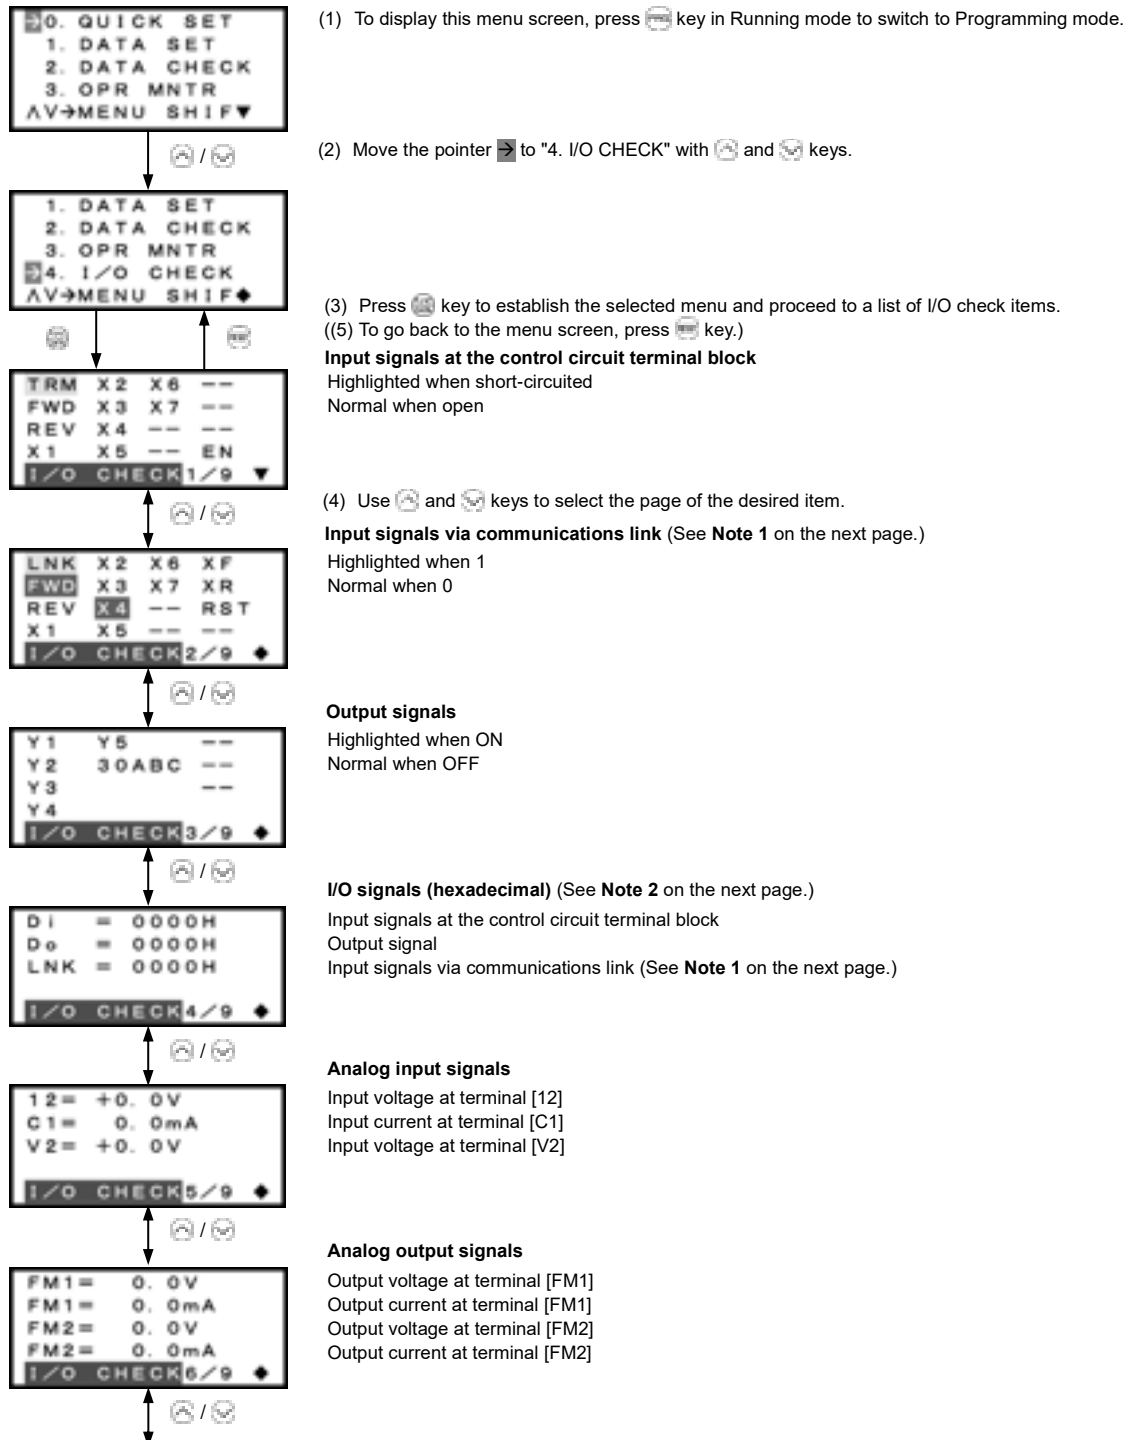 →0. QUICK SET
1. DATA SET
2. DATA CHECK
3. OPR MNTR
∧∨→MENU SHIF▼
(1) To display this menu screen, press PRG key in Running mode to switch to Programming mode.
/
(2) Move the pointer → to "4. I/O CHECK" with and keys.
1. DATA SET
2. DATA CHECK
3. OPR MNTR
→4. I/O CHECK
∧∨→MENU SHIF◆
(3) Press key to establish the selected menu and proceed to a list of I/O check items.
((5) To go back to the menu screen, press key.)
Input signals at the control circuit terminal block
Highlighted when short-circuited
Normal when open
TRM X2 X6 --
FWD X3 X7 --
REV X4 -- --
X1 X5 -- EN
I/O CHECK 1/9 ▼
(4) Use and keys to select the page of the desired item.
/
Input signals via communications link (See Note 1 on the next page.)
Highlighted when 1
Normal when 0
LNK X2 X6 XF
FWD X3 X7 XR
REV X4 -- RST
X1 X5 -- --
I/O CHECK 2/9 ◆
/
Output signals
Highlighted when ON
Normal when OFF
Y1 Y5 --
Y2 30ABC --
Y3 --
Y4
I/O CHECK 3/9 ◆
/
I/O signals (hexadecimal) (See Note 2 on the next page.)
Input signals at the control circuit terminal block
Output signal
Input signals via communications link (See Note 1 on the next page.)
Di = 0000H
Do = 0000H
LNK = 0000H
I/O CHECK 4/9 ◆
/
Analog input signals
Input voltage at terminal [12]
Input current at terminal [C1]
Input voltage at terminal [V2]
12= +0. 0V
C1= 0. 0mA
V2= +0. 0V
I/O CHECK 5/9 ◆
/
Analog output signals
Output voltage at terminal [FM1]
Output current at terminal [FM1]
Output voltage at terminal [FM2]
Output current at terminal [FM2]
FM1= 0. 0V
FM1= 0. 0mA
FM2= 0. 0V
FM2= 0. 0mA
I/O CHECK 6/9 ◆
/